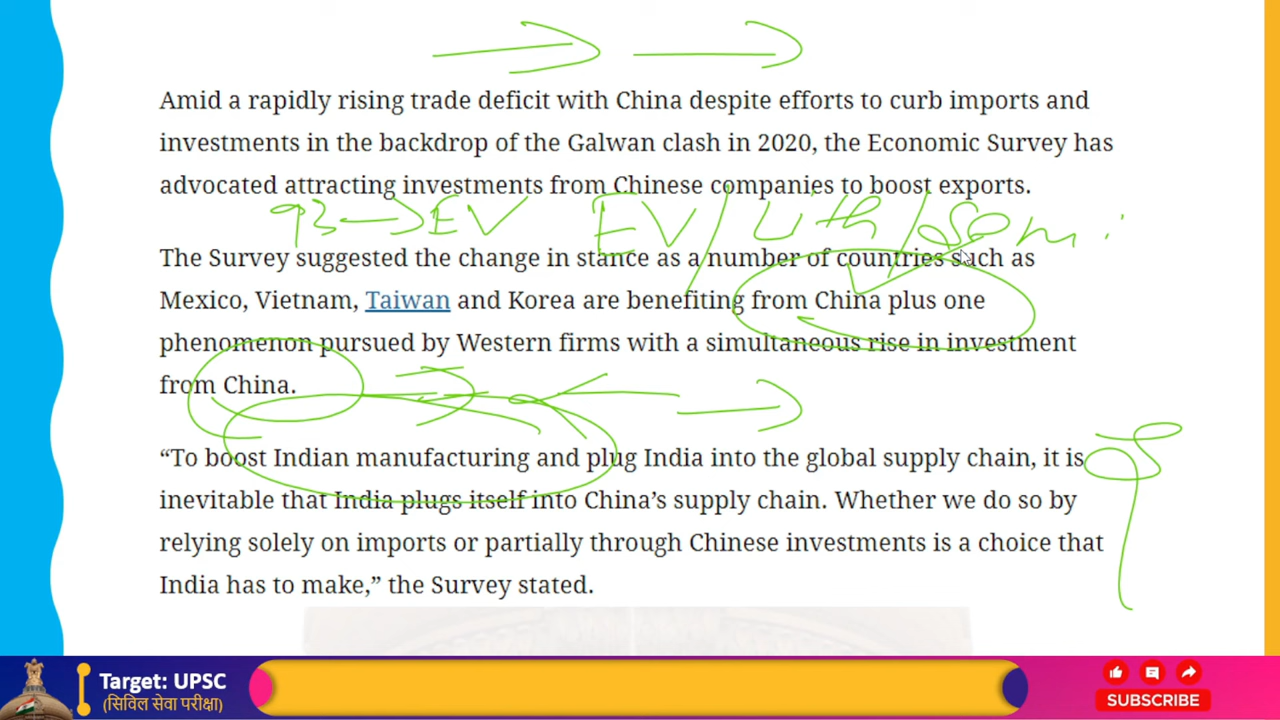 Amid a rapidly rising trade deficit with China despite efforts to curb imports and
investments in the backdrop of the Galwan clash in 2020, the Economic Survey has
advocated attracting investments from Chinese companies to boost exports.
93 → EV EV / Lith / Sem
The Survey suggested the change in stance as a number of countries such as
Mexico, Vietnam, Taiwan and Korea are benefiting from China plus one
phenomenon pursued by Western firms with a simultaneous rise in investment
from China.
“To boost Indian manufacturing and plug India into the global supply chain, it is
inevitable that India plugs itself into China’s supply chain. Whether we do so by
relying solely on imports or partially through Chinese investments is a choice that
India has to make,” the Survey stated.
Target: UPSC
(सिविल सेवा परीक्षा)
SUBSCRIBE